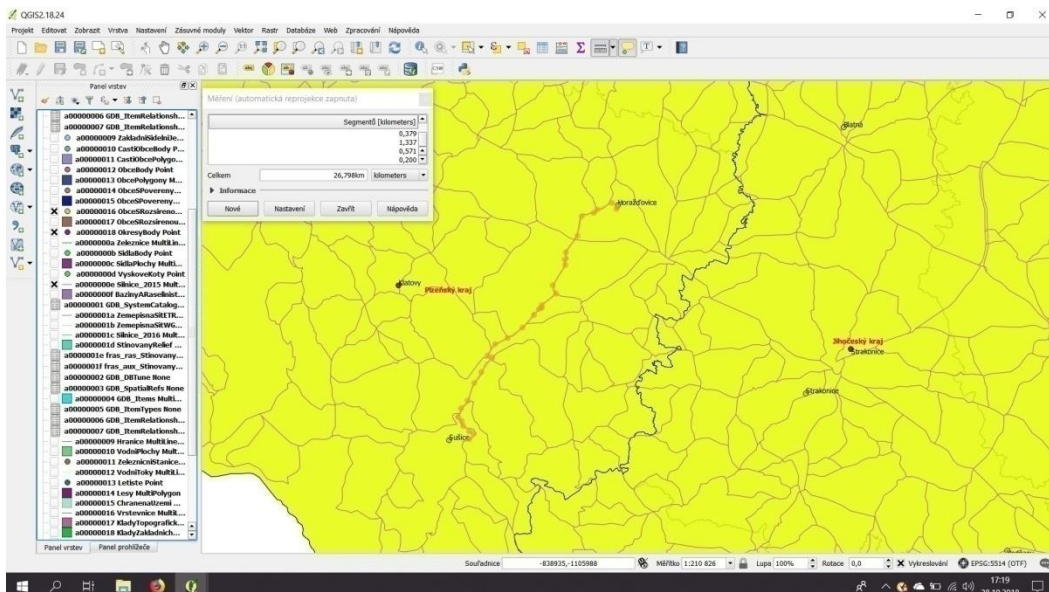 QGIS2.18.24
Projekt Editovat Zobrazit Vrstva Nastavení Zásuvné moduly Vektor Rastr Databáze Web Zpracování Nápověda
Panel vrstev
a00000006 GDB_ItemRelationsh...
a00000007 GDB_ItemRelationsh...
a00000009 ZakladniSidelniJe...
a00000010 CastiObceBody P...
a00000011 CastiObcePolygo...
a00000012 ObceBody Point
a00000013 ObcePolygony M...
a00000014 ObceSPovereny...
a00000015 ObceSPovereny...
a00000016 ObceSRozsireno...
a00000017 ObceSRozsirenou...
a00000018 OkresyBody Point
a0000000a Zeleznice MultiLin...
a0000000b SidlaBody Point
a0000000c SidlaPlochy Multi...
a0000000d VyskoveKoty Point
a0000000e Silnice_2015 Mult...
a0000000f BazinyARaselinist...
a00000001 GDB_SystemCatalog...
a0000001a ZemepisnaSitETR...
a0000001b ZemepisnaSitWG...
a0000001c Silnice_2016 Mult...
a0000001d StinovanyRelief ...
a0000001e fras_ras_Stinovany...
a0000001f fras_aux_Stinovany...
a00000002 GDB_DBTune None
a00000003 GDB_SpatialRefs None
a00000004 GDB_Items Multi...
a00000005 GDB_ItemTypes None
a00000006 GDB_ItemRelationsh...
a00000007 GDB_ItemRelationsh...
a00000009 Hranice MultiLine...
a00000010 VodniPlochy Mult...
a00000011 ZeleznicniStanice...
a00000012 VodniToky MultiLi...
a00000013 Letiste Point
a00000014 Lesy MultiPolygon
a00000015 ChranenaUzemi ...
a00000016 Vrstevnice MultiL...
a00000017 KladyTopografick...
a00000018 KladyZakladnich...
Panel vrstev Panel prohlížeče
Měření (automatická reprojekce zapnuta)
Segmentů [kilometers]
0,379
1,337
0,571
0,200
Celkem 26,798km kilometers
Informace
Nové Nastavení Zavřít Nápověda
Blatná
Horažďovice
Klatovy
Plzeňský kraj
Jihočeský kraj
Strakonice
Strakonice
Sušice
Souřadnice -838935,-1105988 Měřítko 1:210 826 Lupa 100% Rotace 0,0 Vykreslování EPSG:5514 (OTF)
17:19
28.10.2018